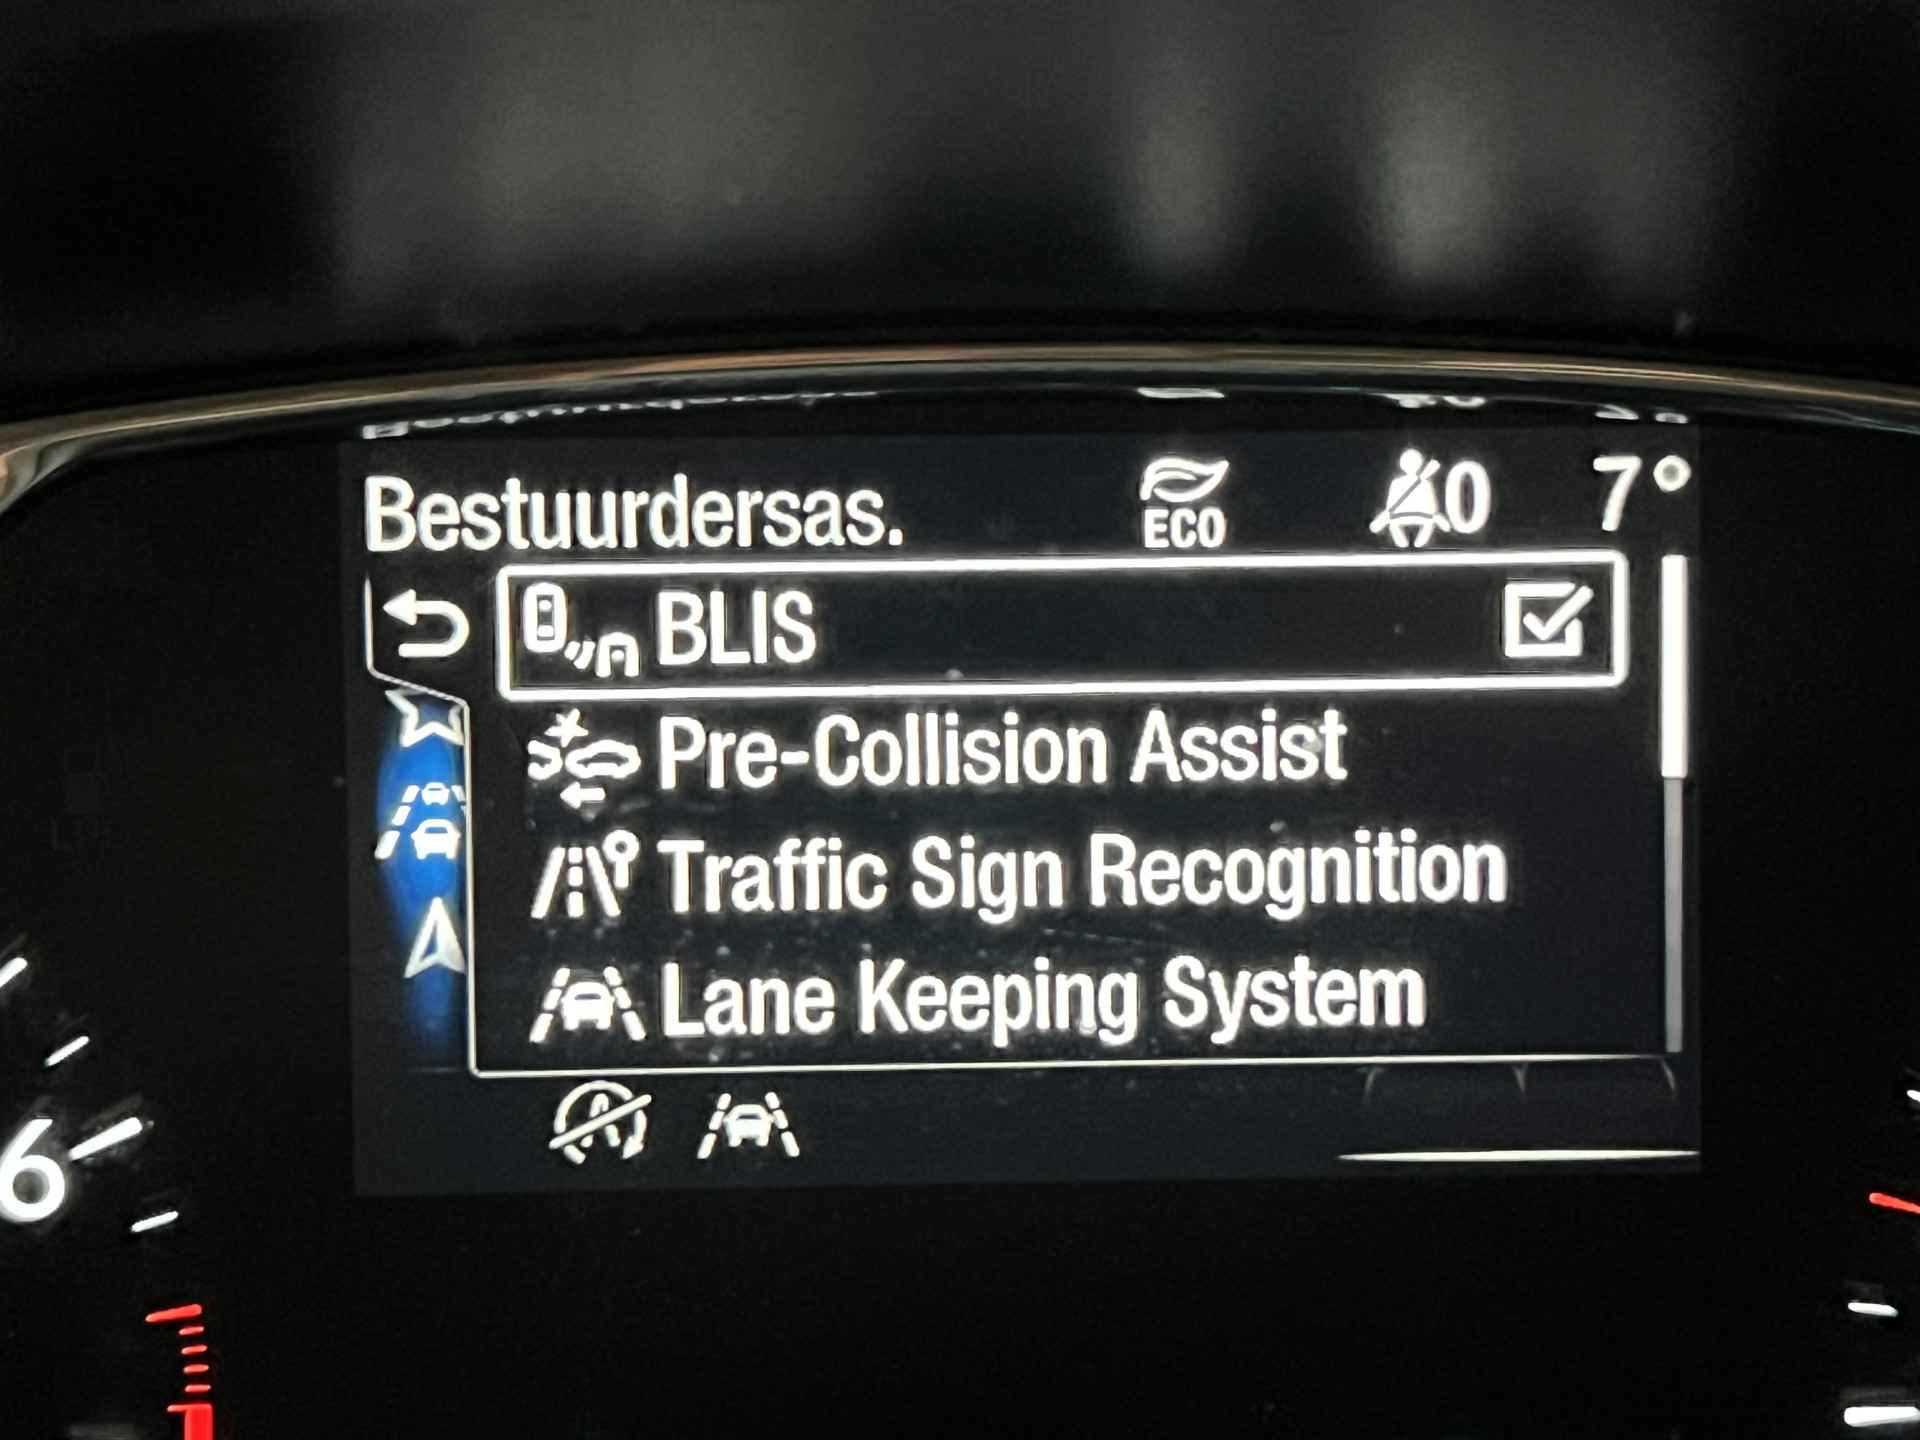 Bestuurdersas.
ECO
0
7°
BLIS
Pre-Collision Assist
Traffic Sign Recognition
Lane Keeping System
A
6